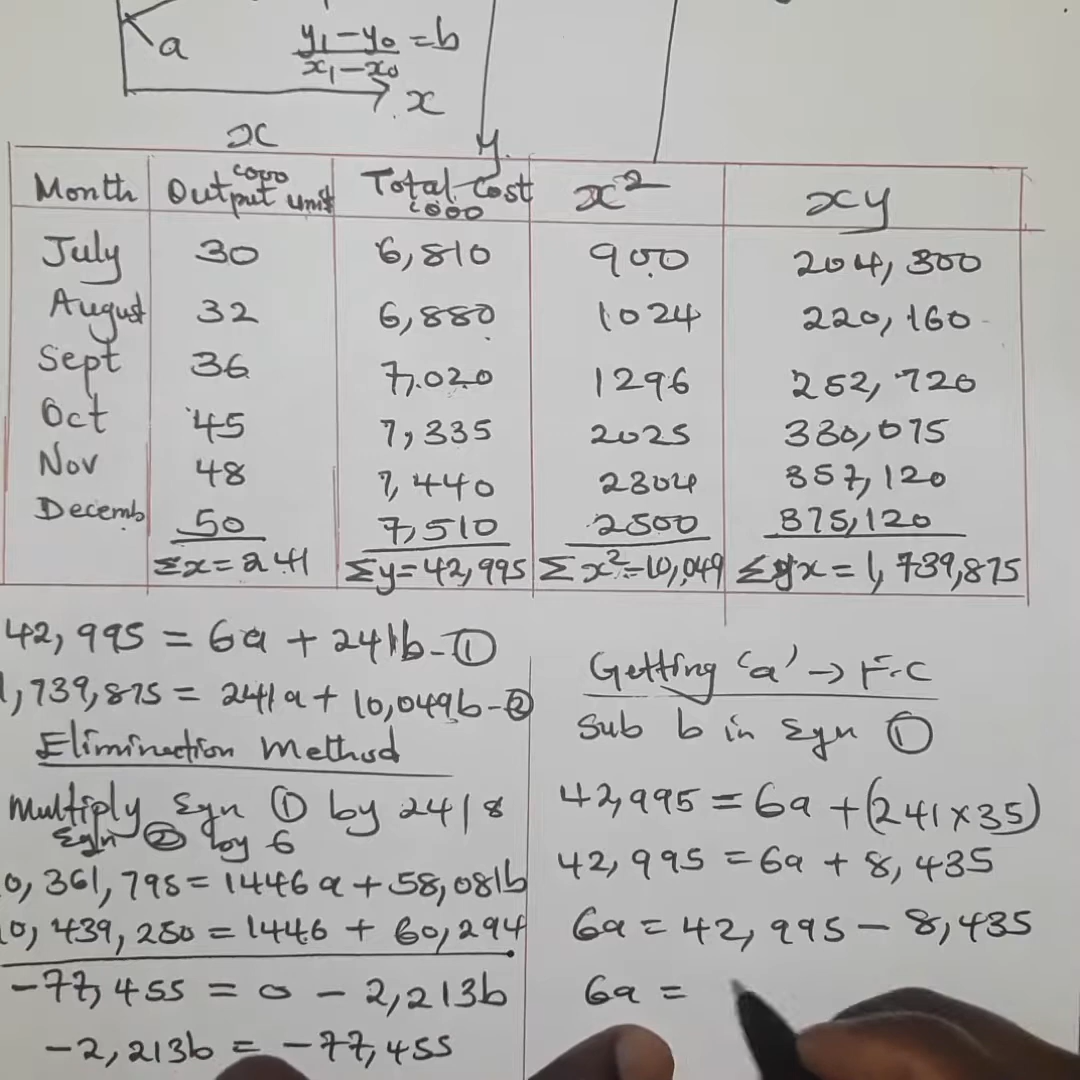 a
y₁-y₀ / x₁-x₀ = b
x
x y
Month Output '000 unit Total Cost '000 x² xy
July 30 6,810 900 204,300
August 32 6,880 1024 220,160
Sept 36 7,020 1296 252,720
Oct 45 7,335 2025 330,075
Nov 48 7,440 2304 357,120
Decemb 50 7,510 2500 375,120
Σx=241 Σy=42,995 Σx²=10,049 Σyx=1,739,875
42,995 = 6a + 241b-①
1,739,875 = 241a + 10,049b-②
Elimination Method
Multiply Eqn ① by 241 &
Eqn ② by 6
0,361,795 = 1446a + 58,081b
10,439,250 = 1446 + 60,294
-77,455 = 0 - 2,213b
-2,213b = -77,455
Getting 'a' → F.C
Sub b in Eqn ①
42,995 = 6a + (241×35)
42,995 = 6a + 8,435
6a = 42,995 - 8,435
6a =